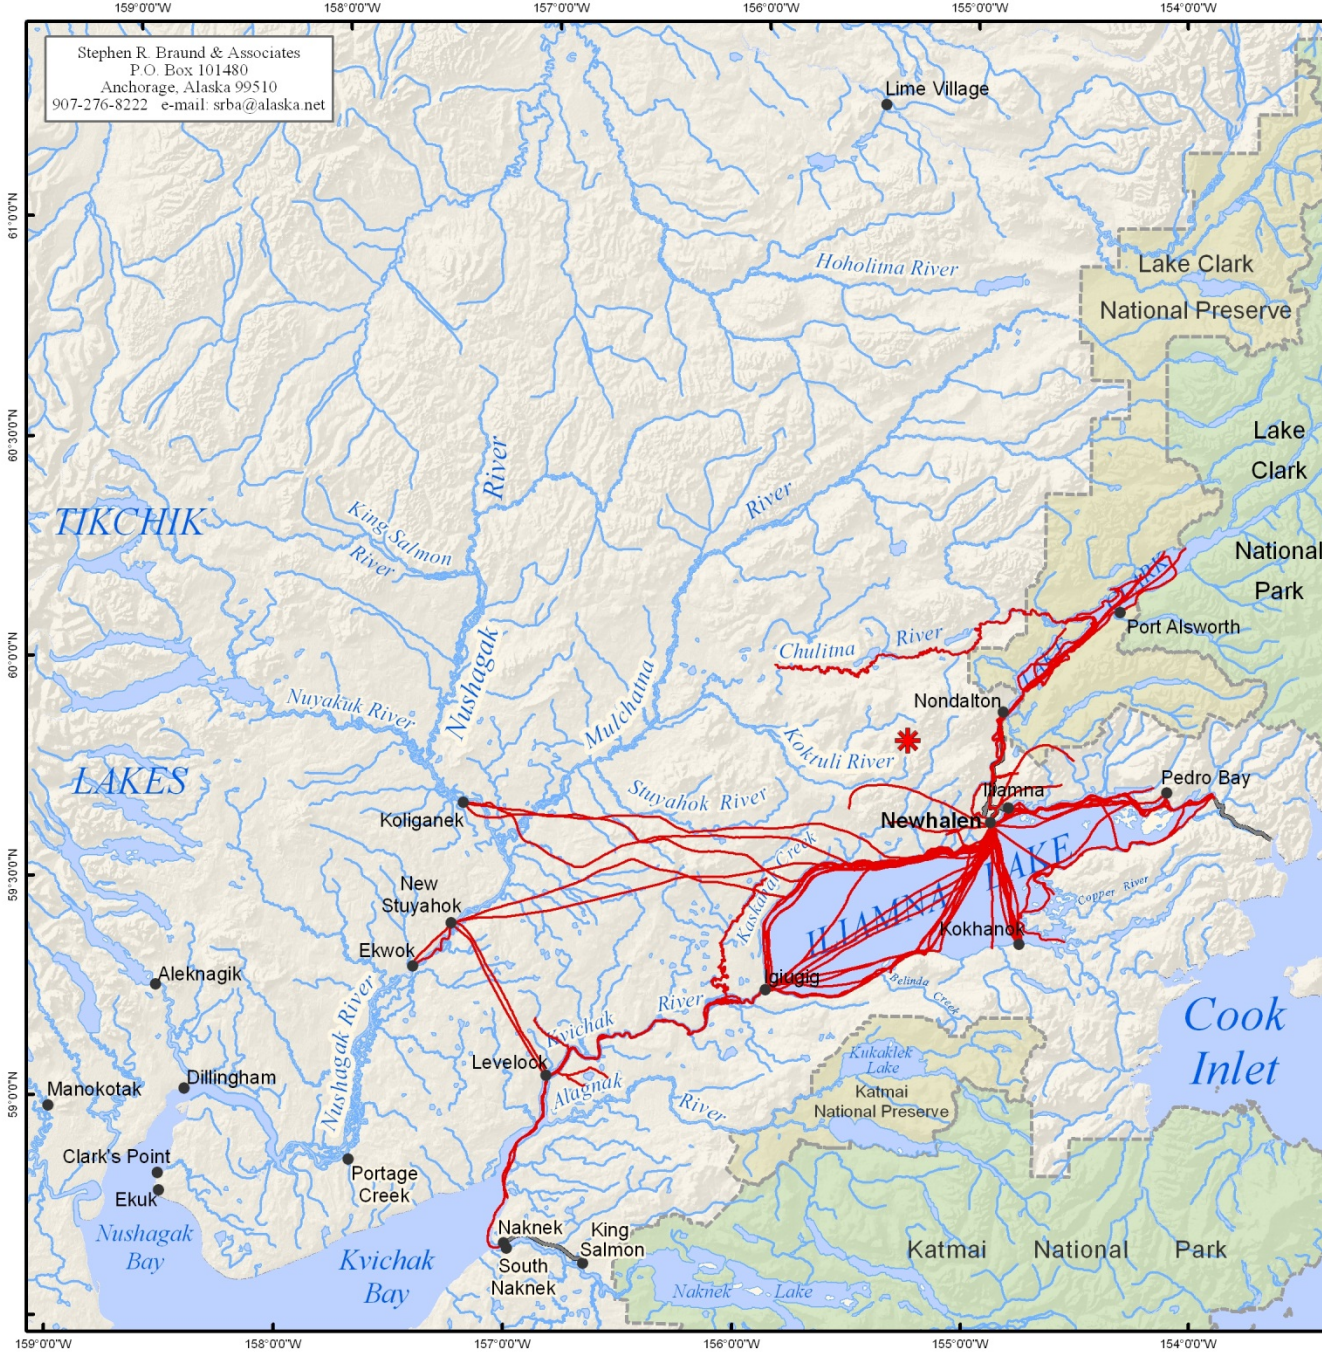 159°0'0"W
158°0'0"W
157°0'0"W
156°0'0"W
155°0'0"W
154°0'0"W
Stephen R. Braund & Associates
P.O. Box 101480
Anchorage, Alaska 99510
907-276-8222 e-mail: srba@alaska.net
Lime Village
61°0'0"N
Hoholitna River
Lake Clark
National Preserve
60°30'0"N
Lake
Clark
National
Park
River
River
TIKCHIK
King Salmon
River
LAKE CLARK
Port Alsworth
Chulitna River
60°0'0"N
Nushagak
Mulchatna
Nuyakuk River
Nondalton
Koktuli River
LAKES
Stuyahok River
Pedro Bay
Iliamna
Koliganek
Newhalen
59°30'0"N
Kaskanak Creek
ILIAMNA LAKE
New
Stuyahok
Copper River
Kokhanok
Ekwok
Aleknagik
Igiugig
Belinda
Creek
Nushagak River
River
Kvichak
Cook
Inlet
Levelook
Kukaklek
Lake
Alagnak
River
Katmai
National Preserve
59°0'0"N
Manokotak
Dillingham
Clark's Point
Ekuk
Portage
Creek
Nushagak
Bay
Kvichak
Bay
Naknek
South
Naknek
King
Salmon
Katmai National Park
Naknek Lake
159°0'0"W
158°0'0"W
157°0'0"W
156°0'0"W
155°0'0"W
154°0'0"W